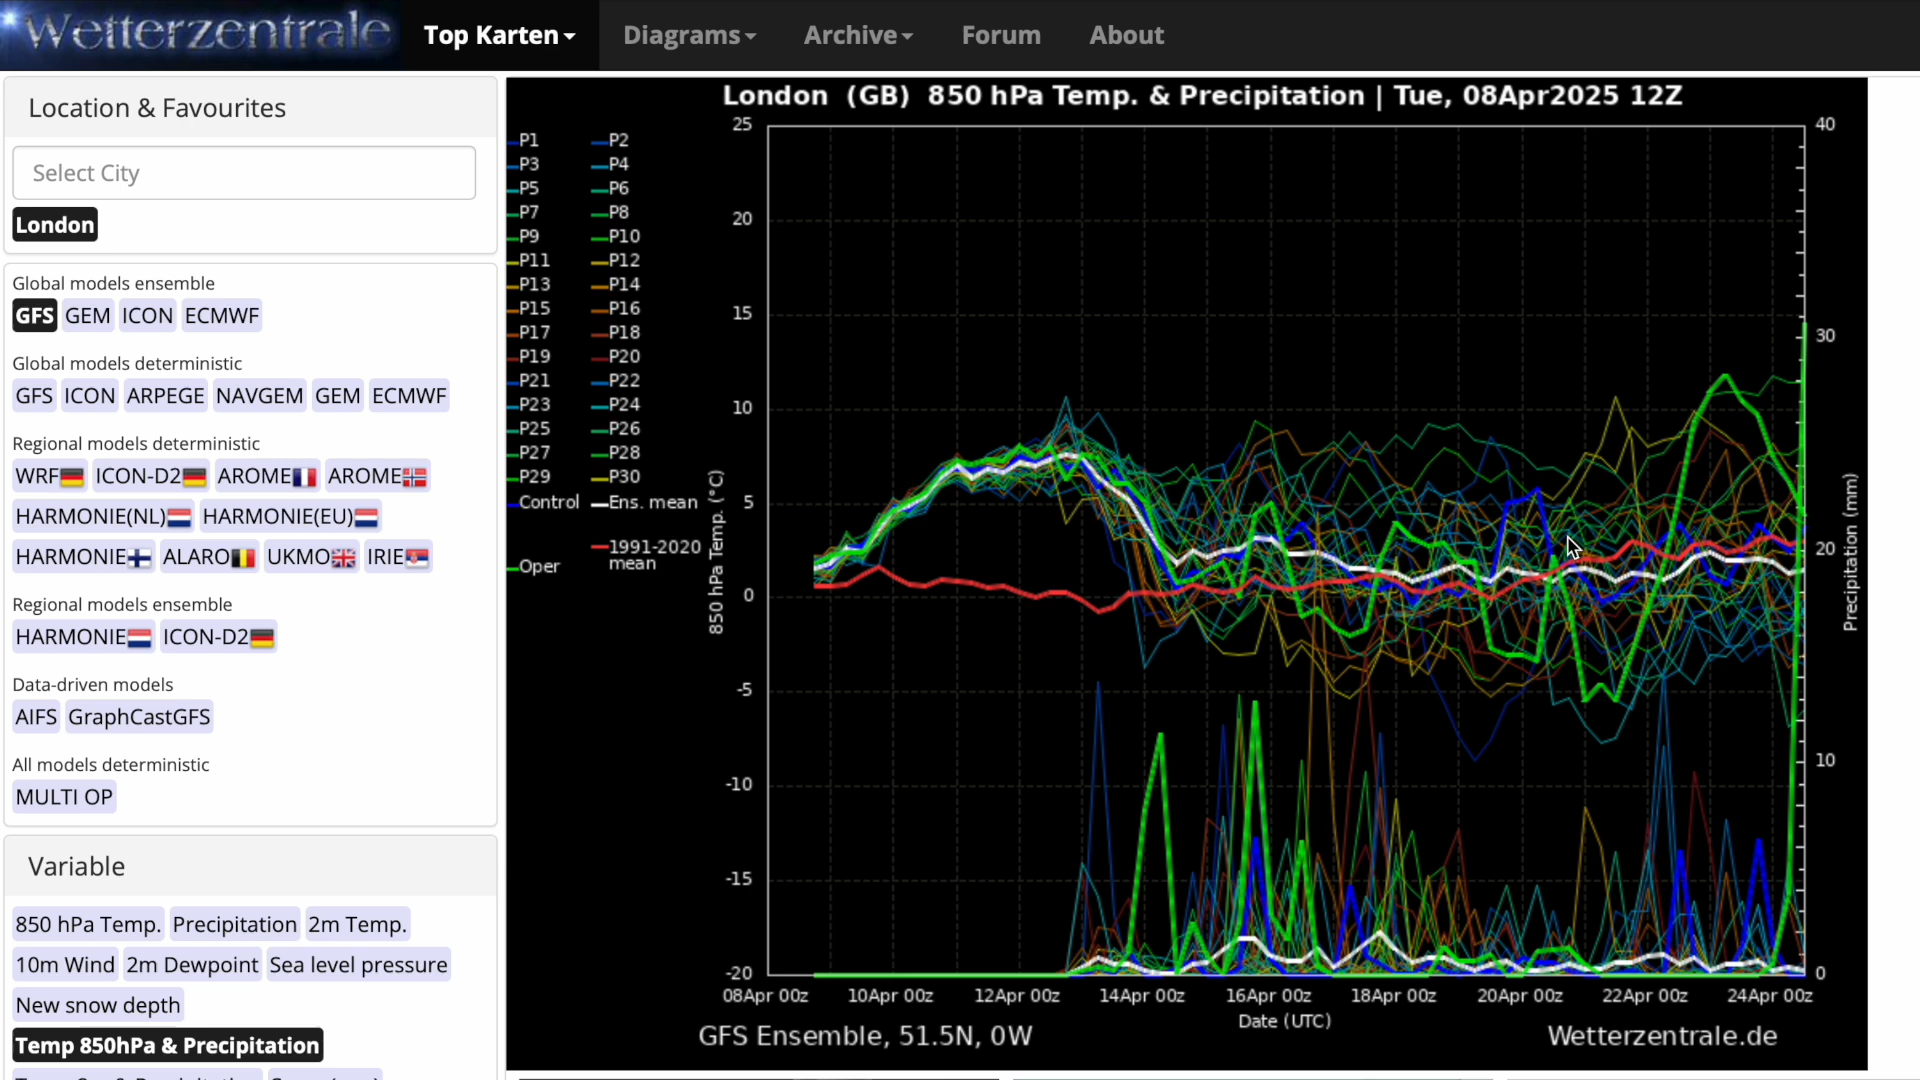 Wetterzentrale
Top Karten Diagrams Archive Forum About
Location & Favourites
Select City
London
Global models ensemble
GFS GEM ICON ECMWF
Global models deterministic
GFS ICON ARPEGE NAVGEM GEM ECMWF
Regional models deterministic
WRF ICON-D2 AROME AROME
HARMONIE(NL) HARMONIE(EU)
HARMONIE ALARO UKMO IRIE
Regional models ensemble
HARMONIE ICON-D2
Data-driven models
AIFS GraphCastGFS
All models deterministic
MULTI OP
Variable
850 hPa Temp. Precipitation 2m Temp.
10m Wind 2m Dewpoint Sea level pressure
New snow depth
Temp 850hPa & Precipitation
London (GB) 850 hPa Temp. & Precipitation | Tue, 08Apr2025 12Z
P1 P2
P3 P4
P5 P6
P7 P8
P9 P10
P11 P12
P13 P14
P15 P16
P17 P18
P19 P20
P21 P22
P23 P24
P25 P26
P27 P28
P29 P30
Control Ens. mean
Oper 1991-2020
mean
850 hPa Temp. (°C)
25
20
15
10
5
0
-5
-10
-15
-20
40
30
20
10
0
Precipitation (mm)
08Apr 00z 10Apr 00z 12Apr 00z 14Apr 00z 16Apr 00z 18Apr 00z 20Apr 00z 22Apr 00z 24Apr 00z
Date (UTC)
GFS Ensemble, 51.5N, 0W Wetterzentrale.de